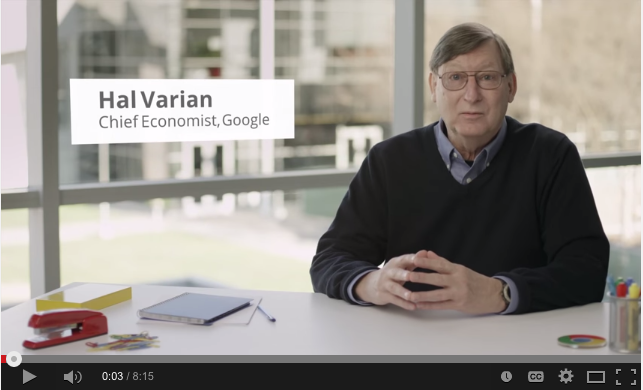 Hal Varian
Chief Economist, Google
0:03 / 8:15
CC